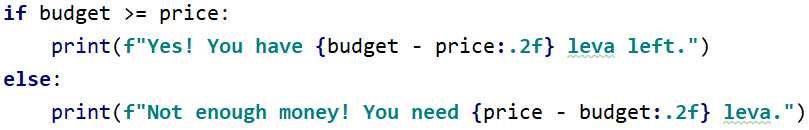 if budget >= price:
    print(f"Yes! You have {budget - price:.2f} leva left.")
else:
    print(f"Not enough money! You need {price - budget:.2f} leva.")